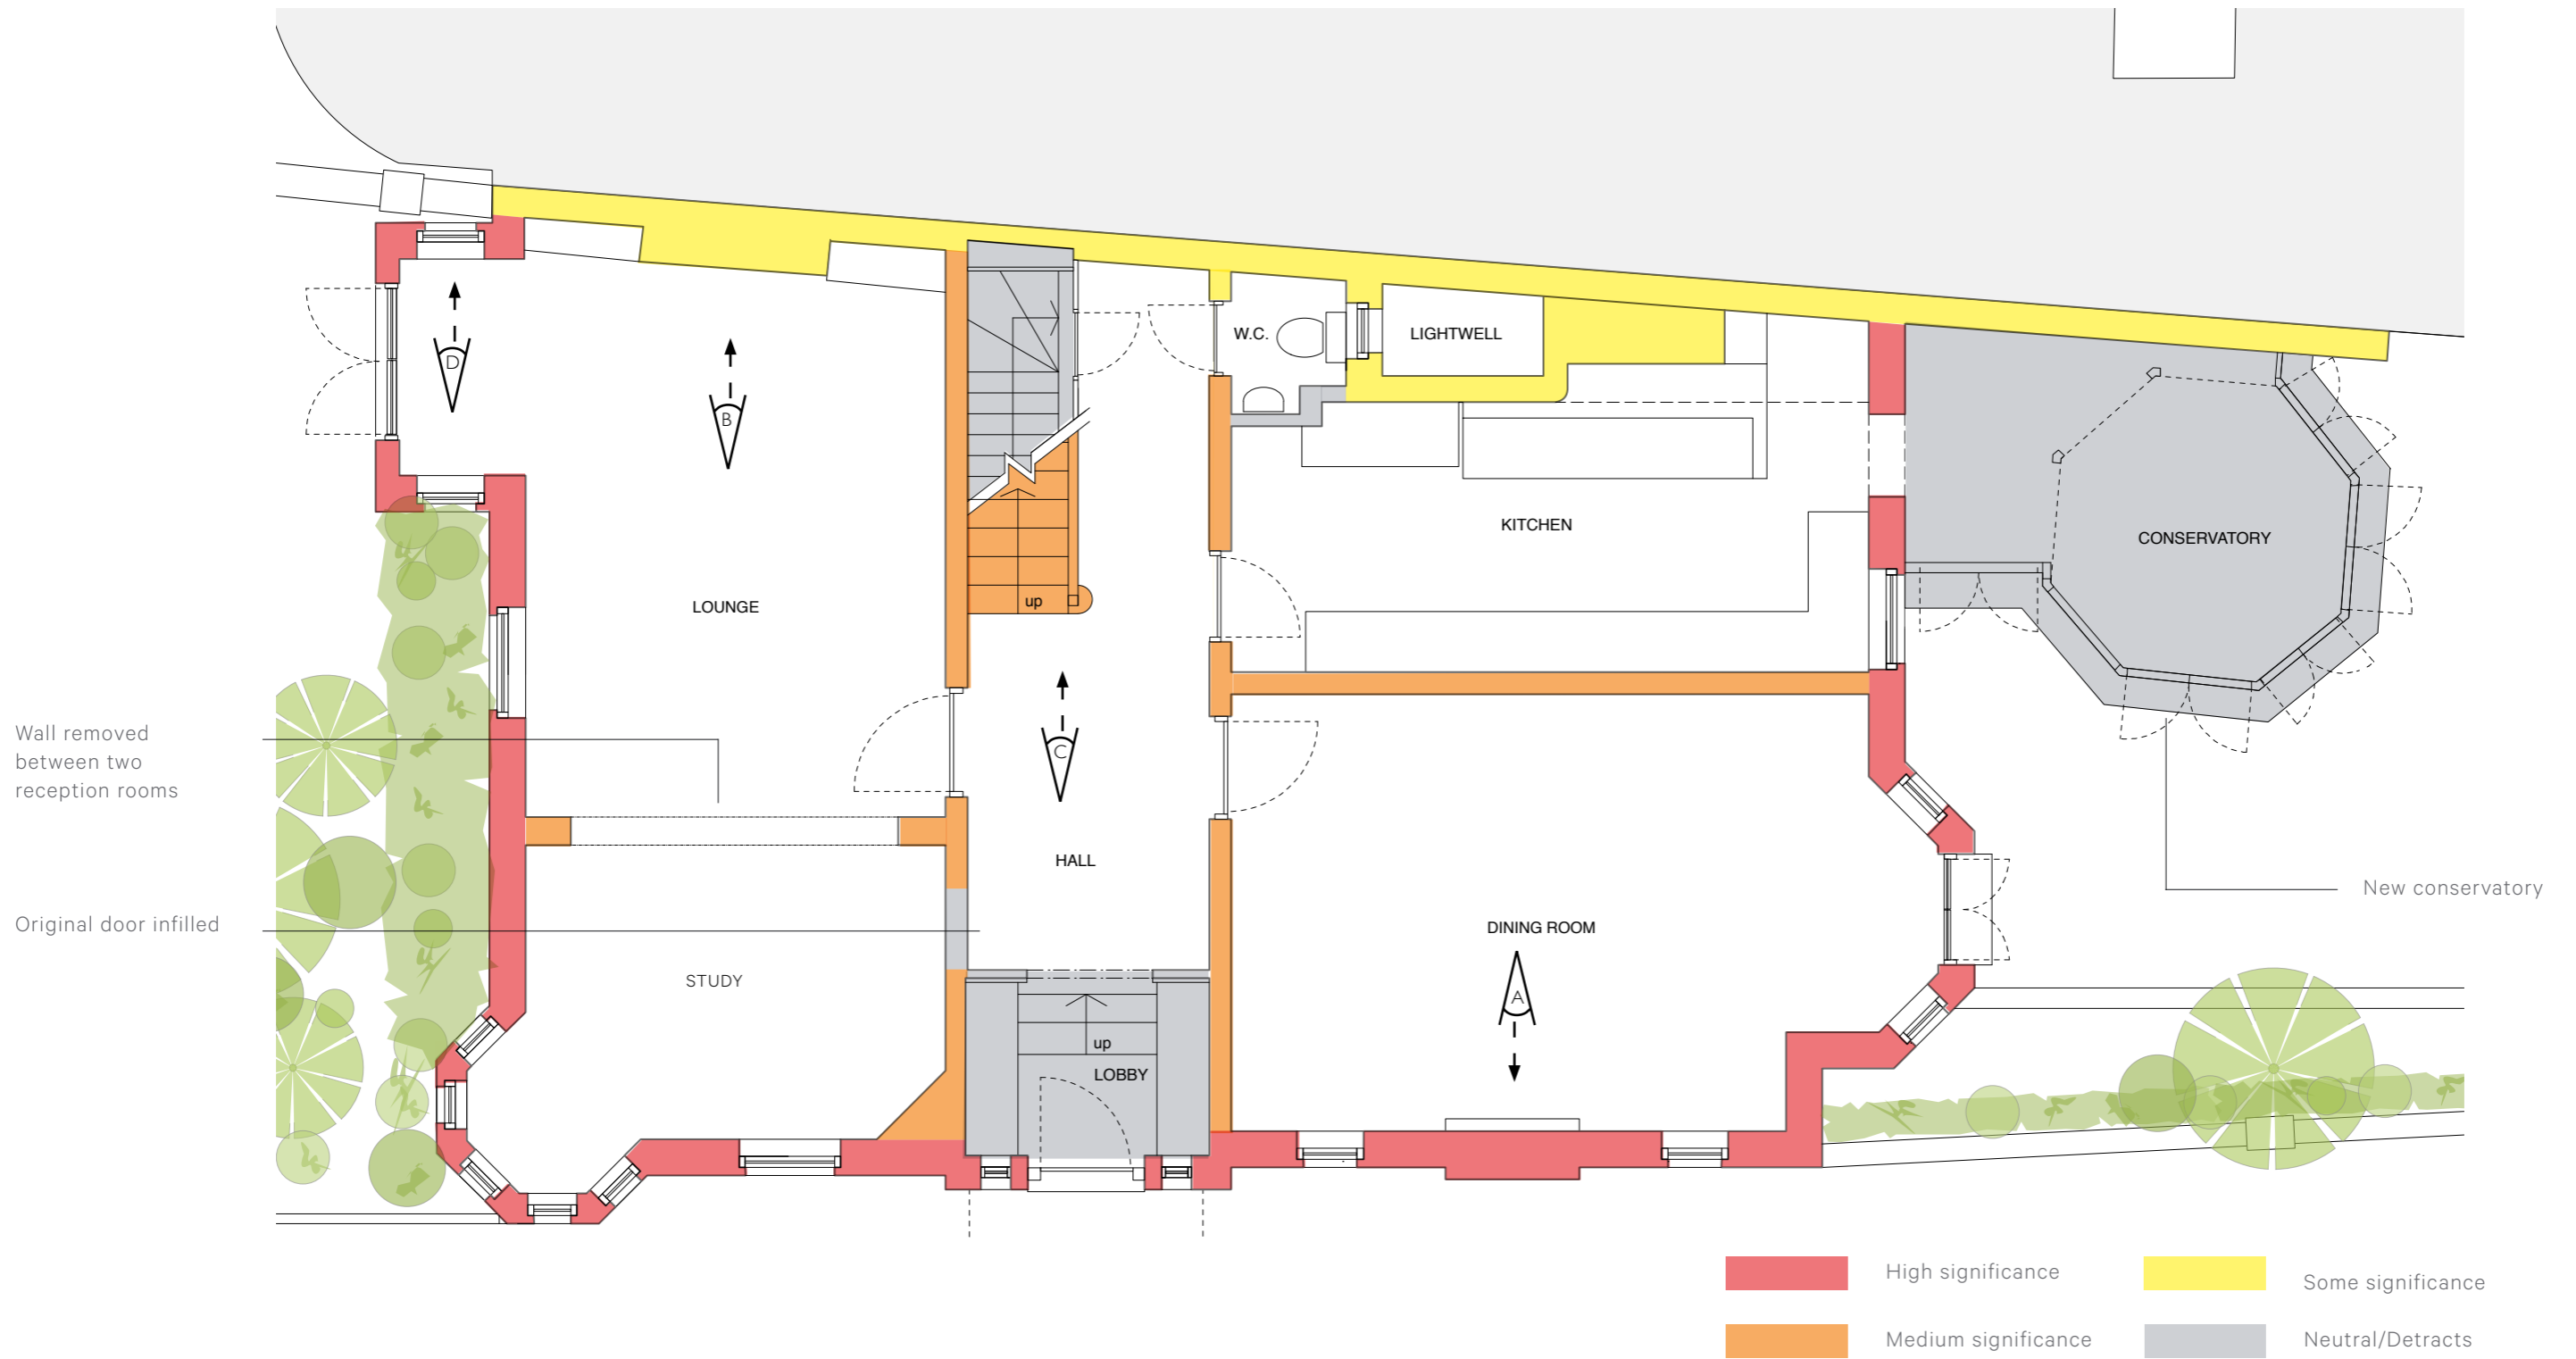 D
B
W.C.
LIGHTWELL
KITCHEN
CONSERVATORY
up
LOUNGE
Wall removed
between two
reception rooms
C
HALL
New conservatory
Original door infilled
DINING ROOM
STUDY
A
up
LOBBY
High significance
Some significance
Medium significance
Neutral/Detracts